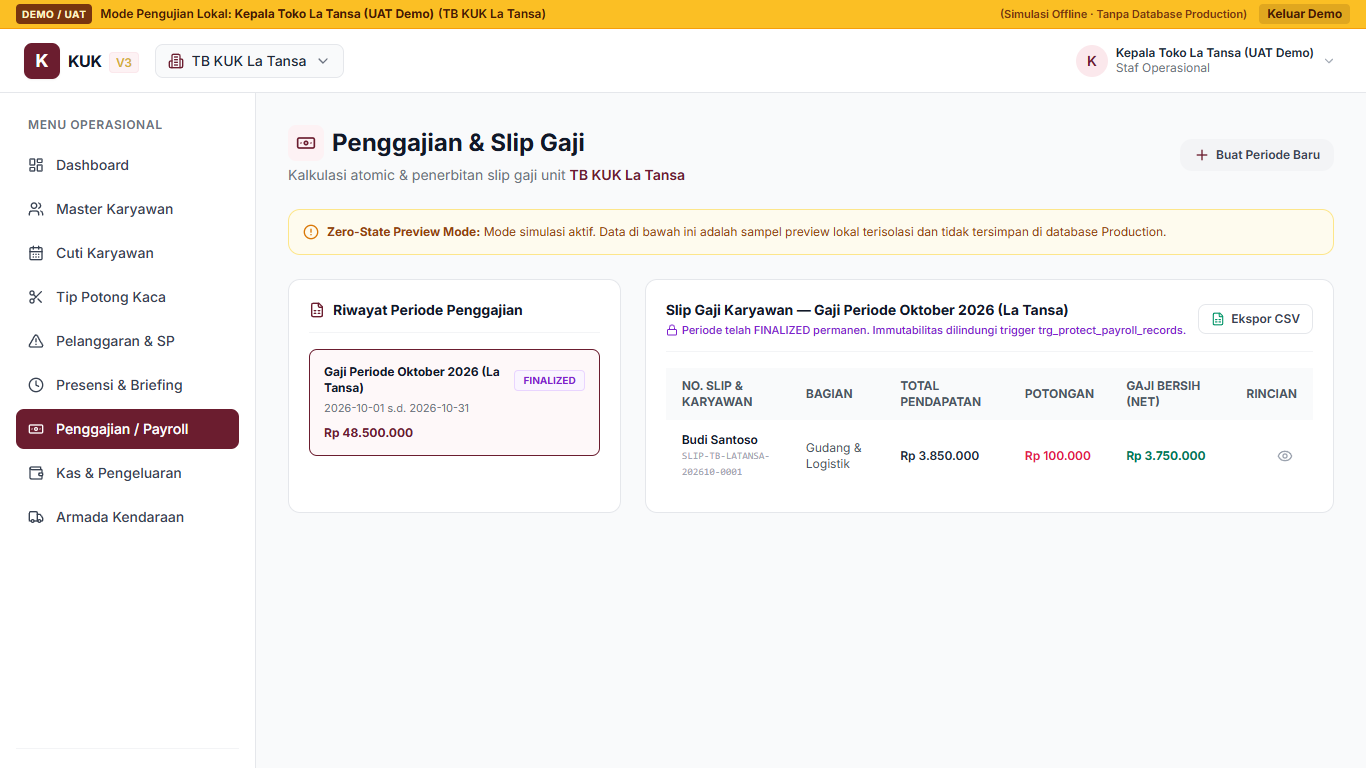 DEMO / UAT Mode Pengujian Lokal: Kepala Toko La Tansa (UAT Demo) (TB KUK La Tansa) (Simulasi Offline · Tanpa Database Production) Keluar Demo
K KUK V3 TB KUK La Tansa
K Kepala Toko La Tansa (UAT Demo)
Staf Operasional
MENU OPERASIONAL
Dashboard
Master Karyawan
Cuti Karyawan
Tip Potong Kaca
Pelanggaran & SP
Presensi & Briefing
Penggajian / Payroll
Kas & Pengeluaran
Armada Kendaraan
Penggajian & Slip Gaji
Kalkulasi atomic & penerbitan slip gaji unit TB KUK La Tansa
Buat Periode Baru
Zero-State Preview Mode: Mode simulasi aktif. Data di bawah ini adalah sampel preview lokal terisolasi dan tidak tersimpan di database Production.
Riwayat Periode Penggajian
Gaji Periode Oktober 2026 (La
Tansa)
FINALIZED
2026-10-01 s.d. 2026-10-31
Rp 48.500.000
Slip Gaji Karyawan — Gaji Periode Oktober 2026 (La Tansa)
Periode telah FINALIZED permanen. Immutabilitas dilindungi trigger trg_protect_payroll_records.
Ekspor CSV
NO. SLIP &
KARYAWAN
BAGIAN
TOTAL
PENDAPATAN
POTONGAN
GAJI BERSIH
(NET)
RINCIAN
Budi Santoso
SLIP-TB-LATANSA-
202610-0001
Gudang &
Logistik
Rp 3.850.000
Rp 100.000
Rp 3.750.000